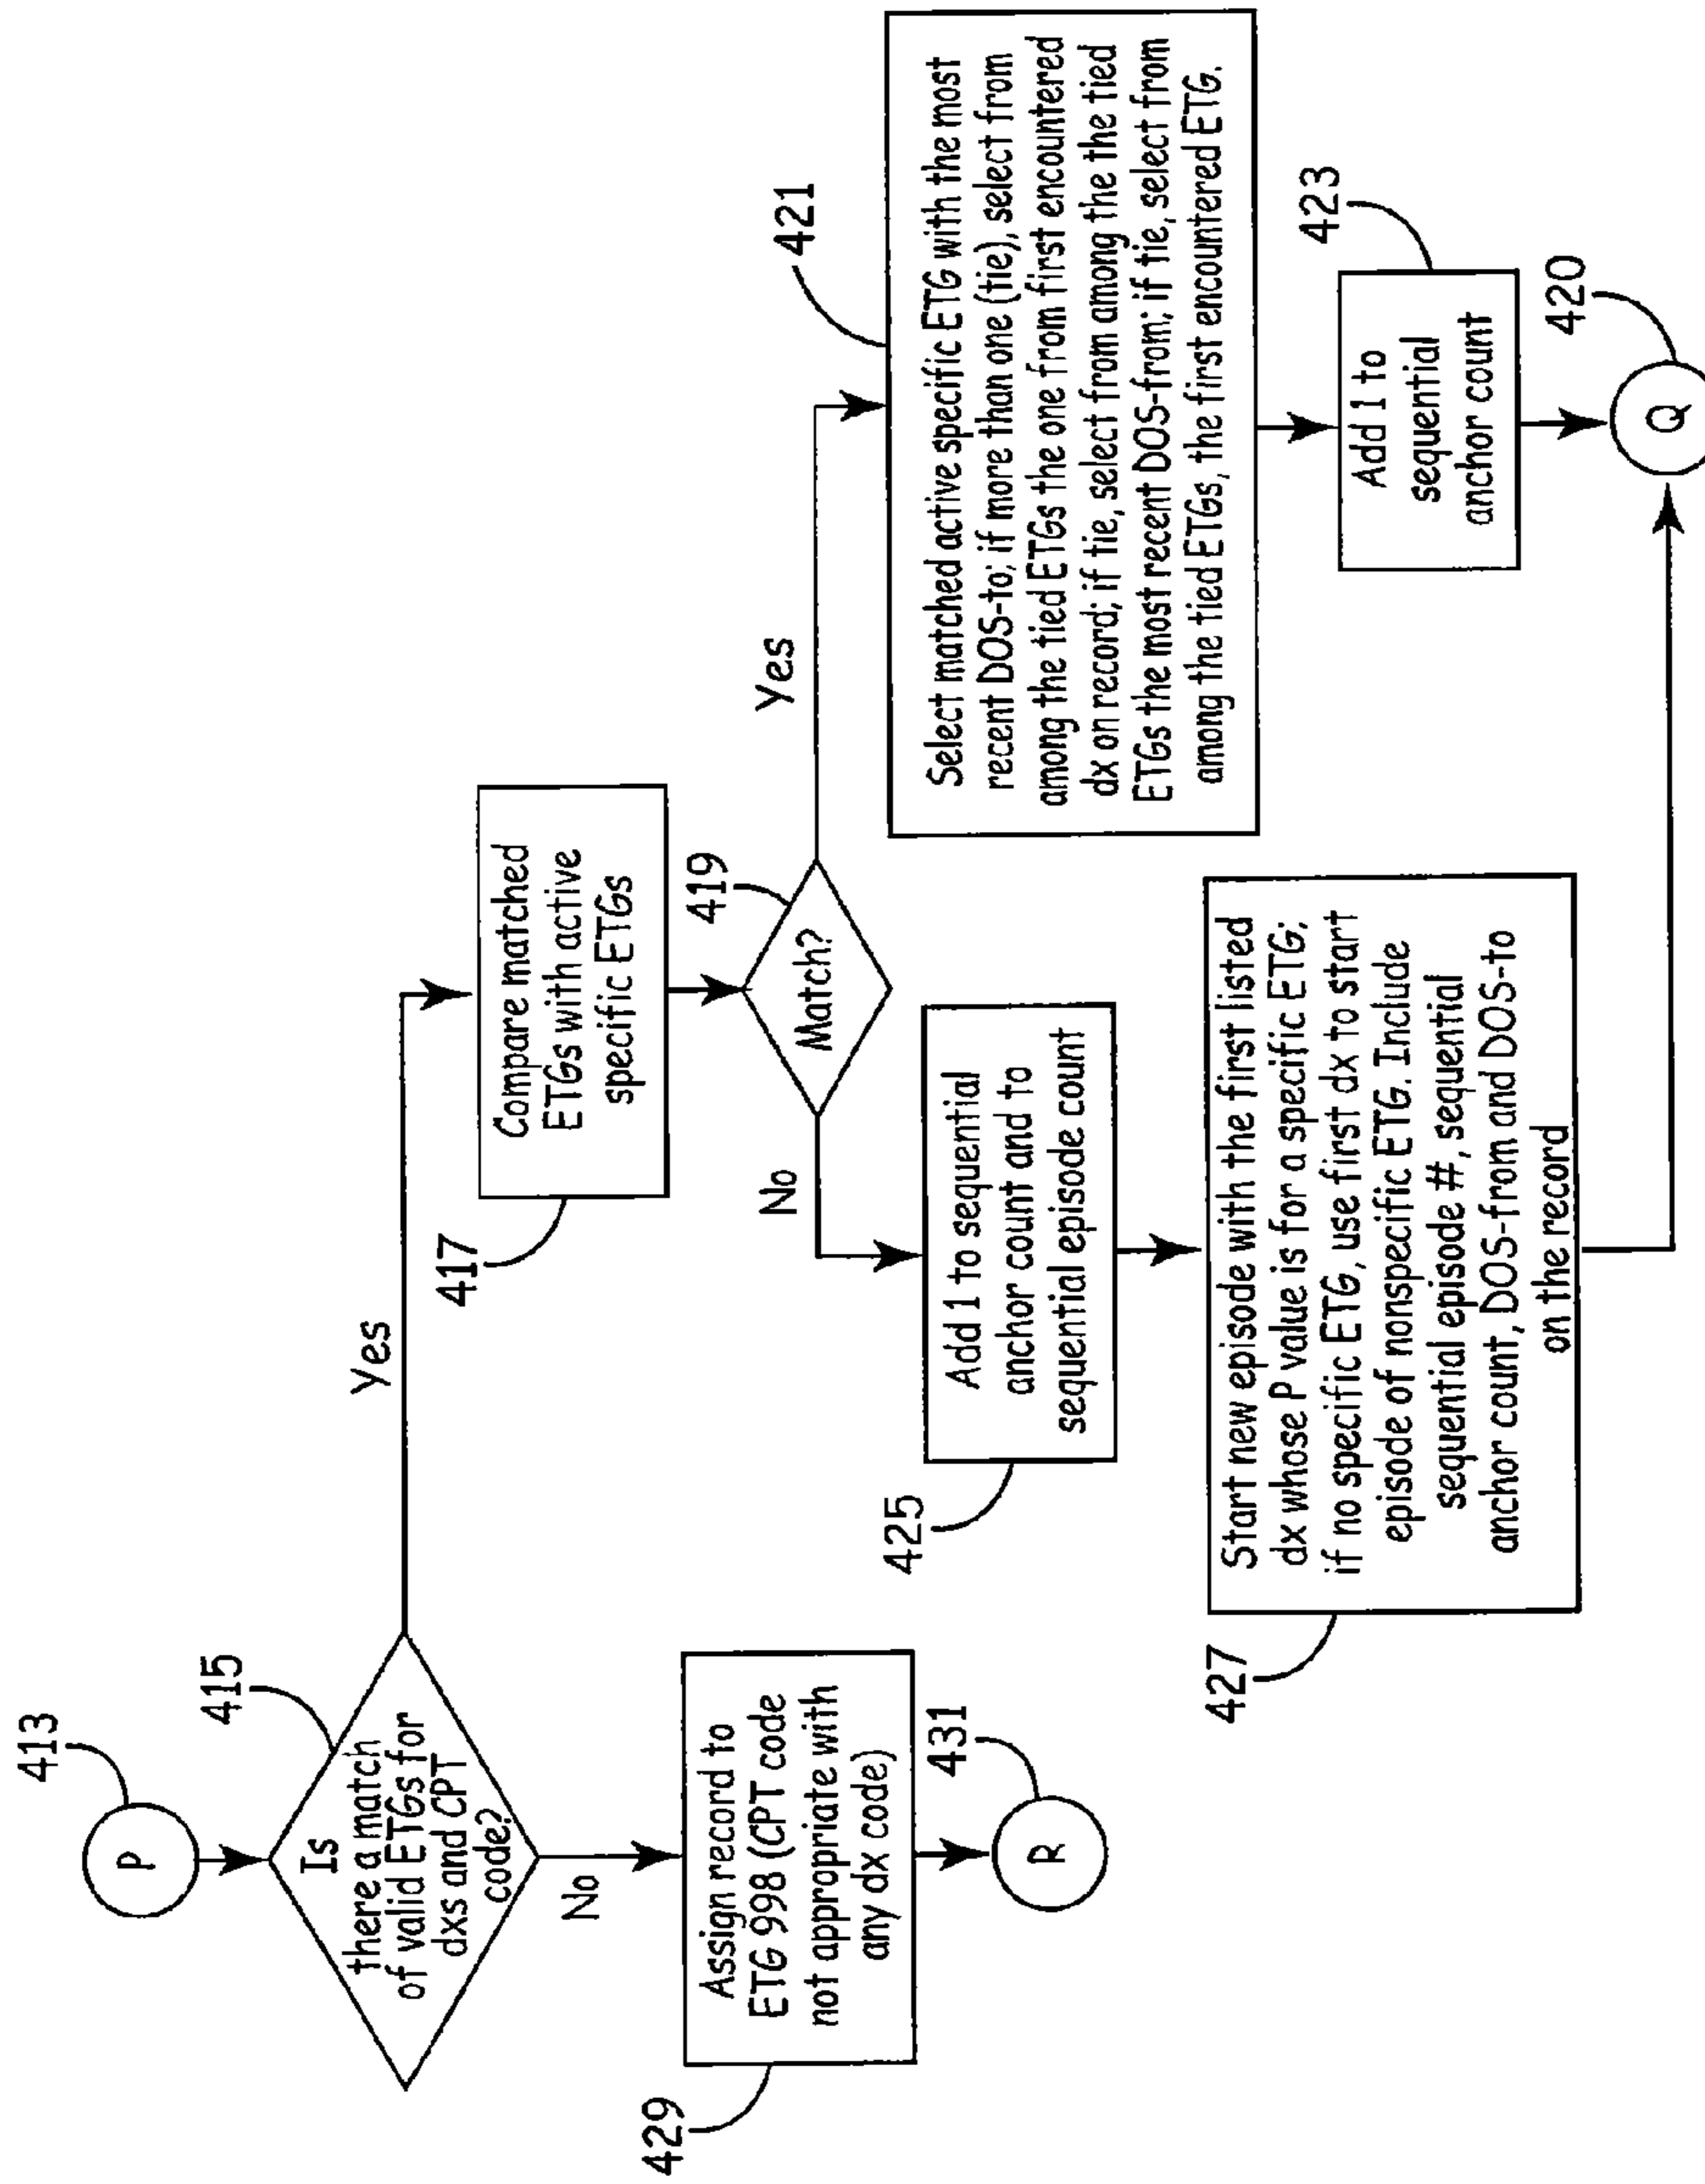 413
P
415
Is
there a match
of valid ETGs for
dxs and CPT
code?
Yes
No
417
Compare matched
ETGs with active
specific ETGs
419
Match?
Yes
No
421
Select matched active specific ETG with the most
recent DOS-to; if more than one (tie), select from
among the tied ETGs the one from first encountered
dx on record; if tie, select from among the the tied
ETGs the most recent DOS-from; if tie, select from
among the tied ETGs, the first encountered ETG.
423
Add 1 to
sequential
anchor count
420
Q
425
Add 1 to sequential
anchor count and to
sequential episode count
427
Start new episode with the first listed
dx whose P value is for a specific ETG;
if no specific ETG, use first dx to start
episode of nonspecific ETG. Include
sequential episode #, sequential
anchor count, DOS-from and DOS-to
on the record
429
Assign record to
ETG 998 (CPT code
not appropriate with
any dx code)
431
R